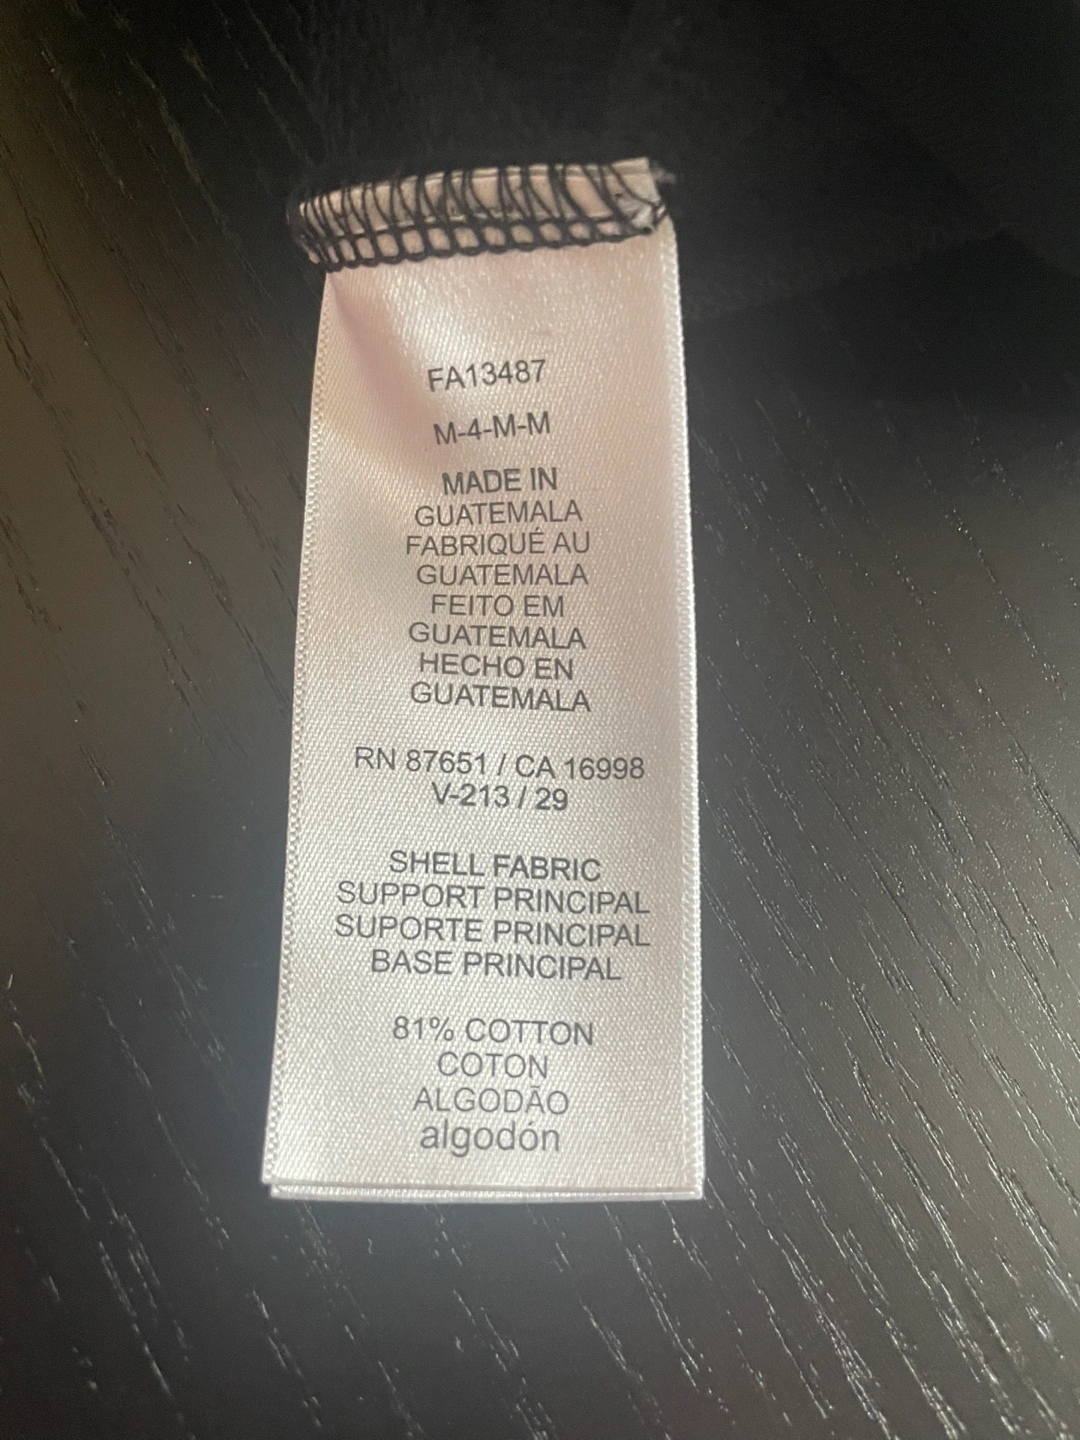 FA13487
M-4-M-M
MADE IN
GUATEMALA
FABRIQUÉ AU
GUATEMALA
FEITO EM
GUATEMALA
HECHO EN
GUATEMALA
RN 87651 / CA 16998
V-213 / 29
SHELL FABRIC
SUPPORT PRINCIPAL
SUPORTE PRINCIPAL
BASE PRINCIPAL
81% COTTON
COTON
ALGODÃO
algodón